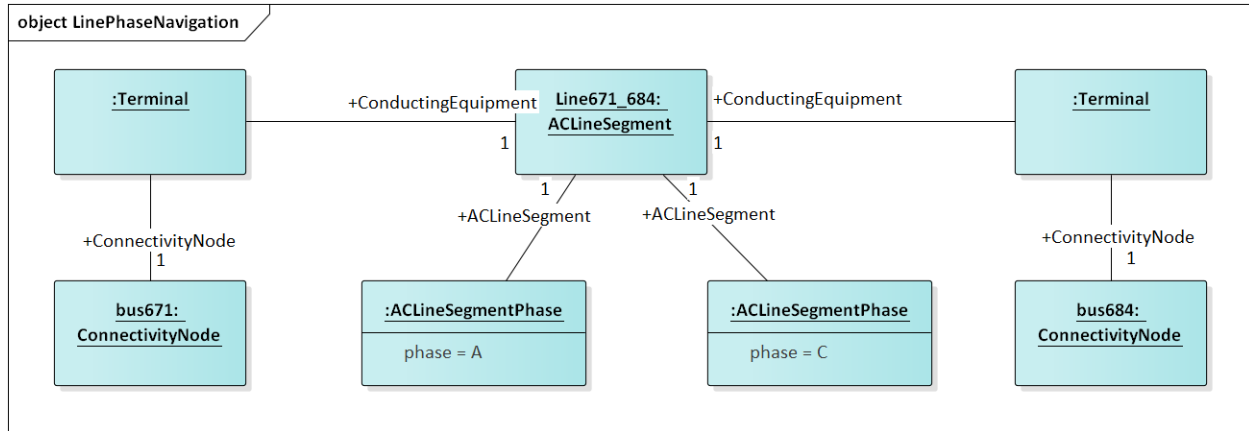 object LinePhaseNavigation
:Terminal
+ConductingEquipment
1
Line671_684:
ACLineSegment
+ConductingEquipment
1
:Terminal
1
+ACLineSegment
1
+ACLineSegment
+ConnectivityNode
1
+ConnectivityNode
1
bus671:
ConnectivityNode
:ACLineSegmentPhase
phase = A
:ACLineSegmentPhase
phase = C
bus684:
ConnectivityNode